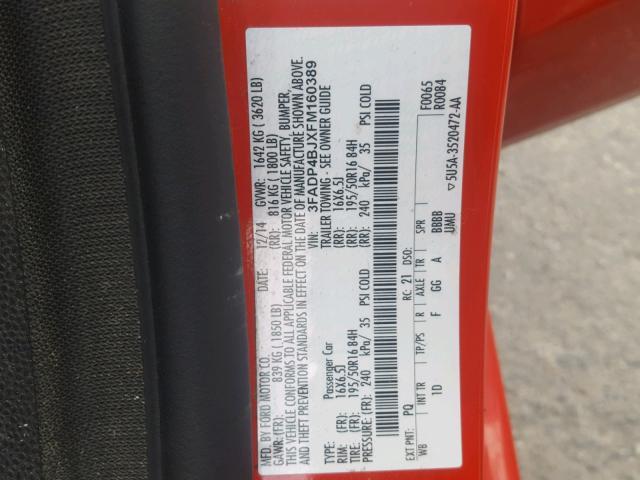 MFD. BY FORD MOTOR CO.
DATE: 12/14 GVWR: 1642 KG ( 3620 LB)
GAWR:(FR): 839 KG ( 1850 LB) (RR): 816 KG ( 1800 LB)
THIS VEHICLE CONFORMS TO ALL APPLICABLE FEDERAL MOTOR VEHICLE SAFETY, BUMPER,
AND THEFT PREVENTION STANDARDS IN EFFECT ON THE DATE OF MANUFACTURE SHOWN ABOVE.
VIN: 3FADP4BJXFM160389
TYPE: Passenger Car TRAILER TOWING - SEE OWNER GUIDE
RIM: (FR): 16X6.5J (RR): 16X6.5J
TIRES: (FR): 195/50R16 84H (RR): 195/50R16 84H
PRESSURE: (FR): 240 kPa/ 35 PSI COLD (RR): 240 kPa/ 35 PSI COLD
EXT PNT: PQ RC: 21 DSO: F0065
R0084
WB INT TR TP/PS R AXLE TR SPR
1D F GG A BBBB
UMU
▽5U5A-3520472-AA